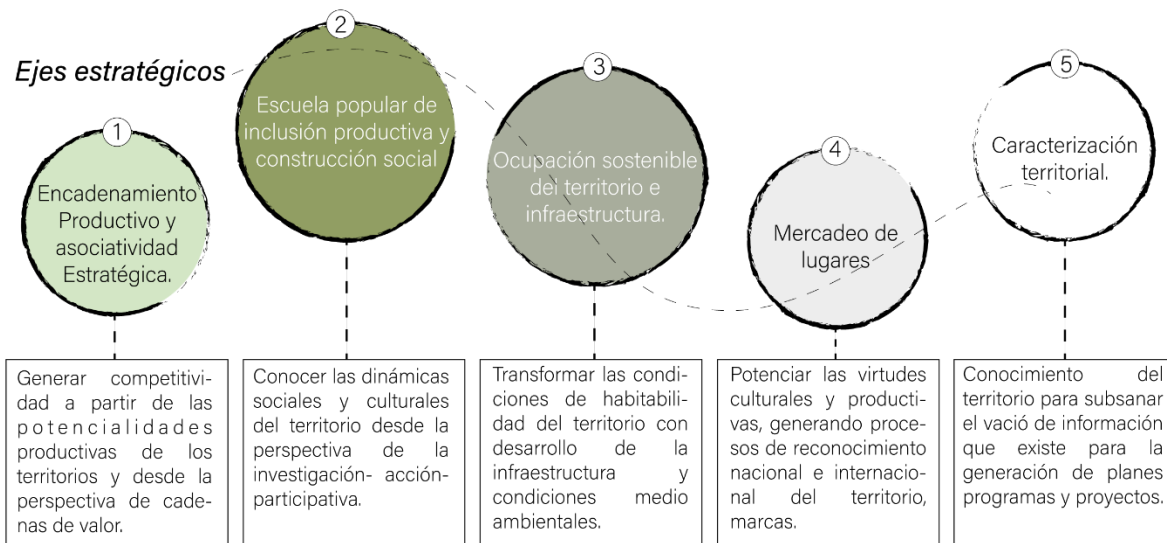 Ejes estratégicos
1
Encadenamiento
Productivo y
asociatividad
Estratégica.
2
Escuela popular de
inclusión productiva y
construcción social
3
Ocupación sostenible
del territorio e
infraestructura.
4
Mercadeo de
lugares
5
Caracterización
territorial.
Generar competitivi-
dad a partir de las
potencialidades
productivas de los
territorios y desde la
perspectiva de cade-
nas de valor.
Conocer las dinámicas
sociales y culturales
del territorio desde la
perspectiva de la
investigación- acción-
participativa.
Transformar las condi-
ciones de habitabili-
dad del territorio con
desarrollo de la
infraestructura y
condiciones medio
ambientales.
Potenciar las virtudes
culturales y producti-
vas, generando proce-
sos de reconocimiento
nacional e internacio-
nal del territorio,
marcas.
Conocimiento del
territorio para subsanar
el vació de información
que existe para la
generación de planes
programas y proyectos.